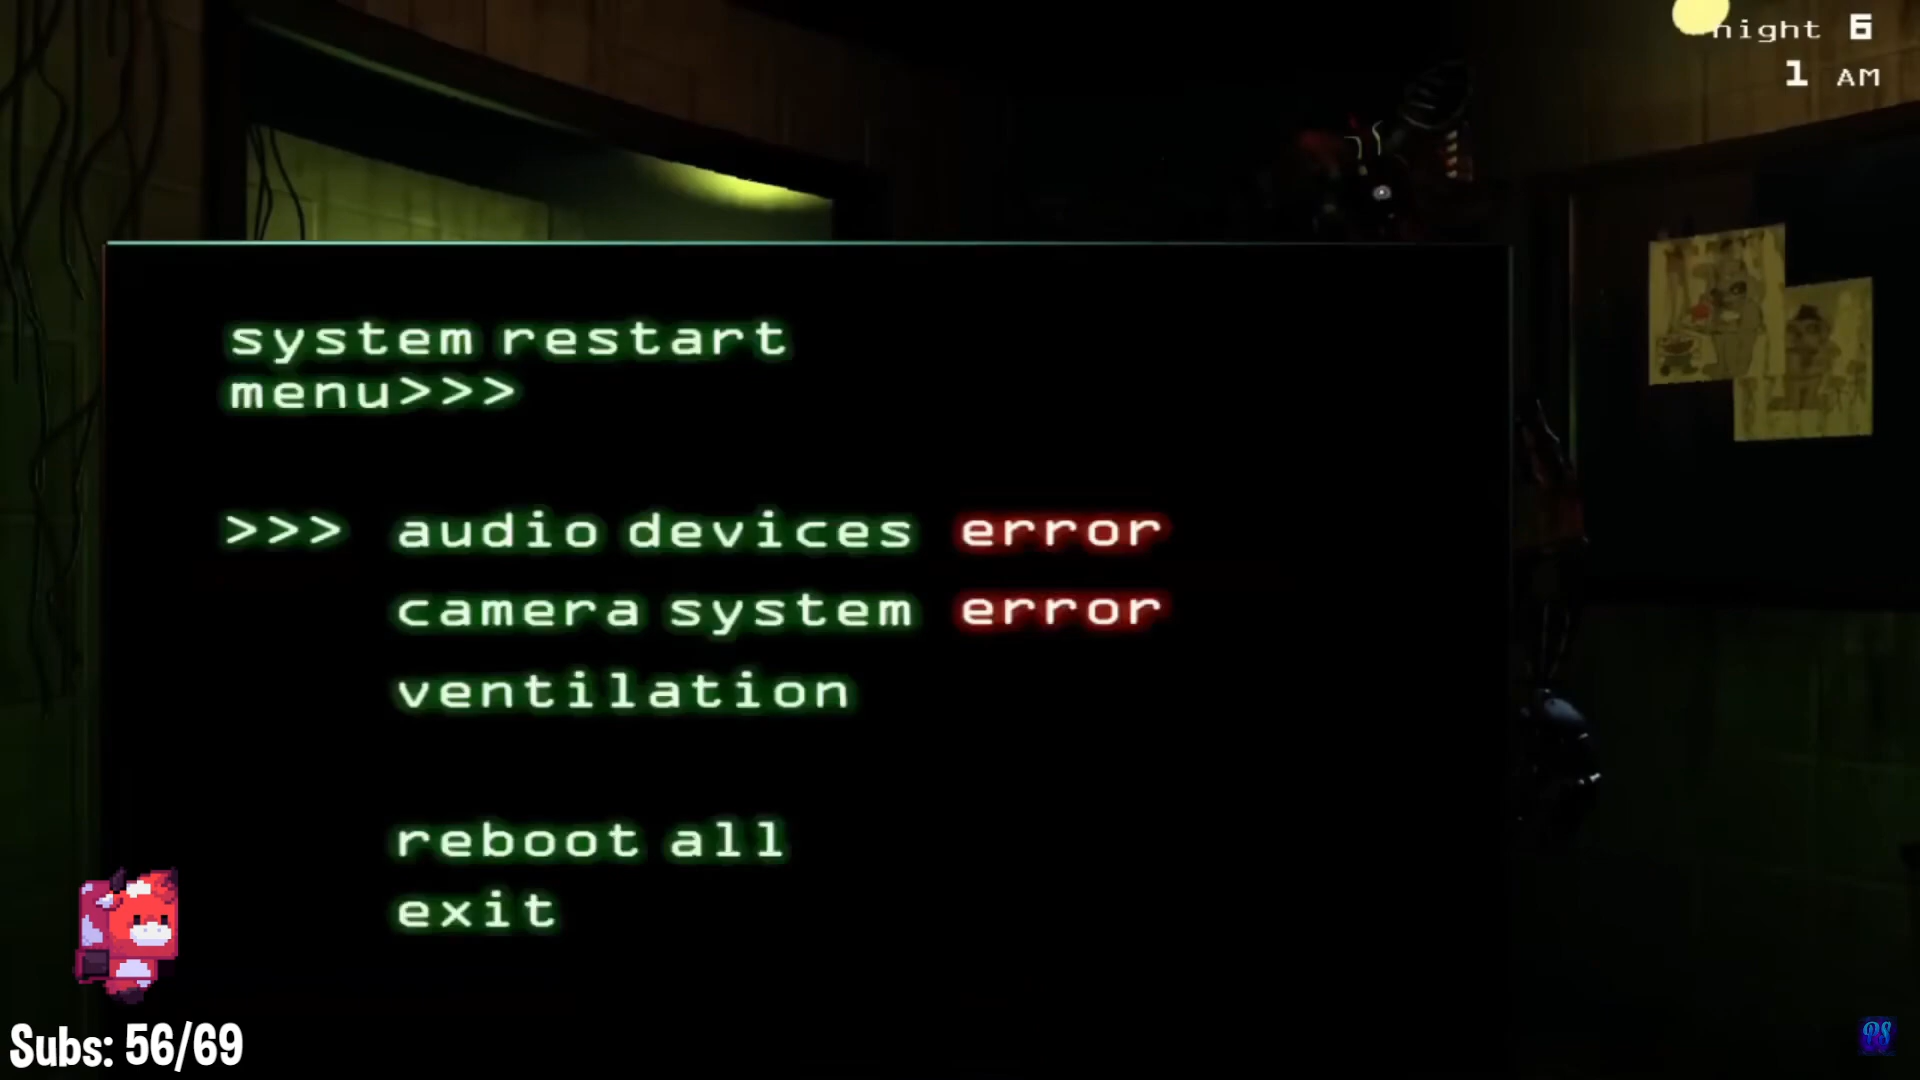 night 6
1 AM
system restart
menu>>>
>>> audio devices error
camera system error
ventilation
reboot all
exit
Subs: 56/69